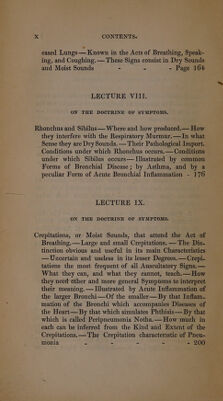 x CONTENTS.
eased Lungs — Known in the Acts of Breathing, Speak-
ing, and Coughing. — These Signs consist in Dry Sounds
and Moist Sounds - - - Page 164
LECTURE VIII.
ON THE DOCTRINE OF SYMPTOMS.
Rhonchus and Sibilus — Where and how produced. — How
they interfere with the Respiratory Murmur. — In what
Sense they are Dry Sounds. — Their Pathological Import.
Conditions under which Rhonchus occurs. — Conditions
under which Sibilus occurs — Illustrated by common
Forms of Bronchial Disease; by Asthma, and by a
peculiar Form of Acute Bronchial Inflammation - 176
LECTURE IX.
ON THE DOCTRINE OF SYMPTOMS.
Crepitations, or Moist Sounds, that attend the Act of
Breathing. — Large and small Crepitations. — The Dis-
tinction obvious and useful in its main Characteristics
— Uncertain and useless in its lesser Degrees. — Crepi-
tations the most frequent of all Auscultatory Signs. —
What they can, and what they cannot, teach. — How
they need other and more general Symptoms to interpret
their meaning. — Illustrated by Acute Inflammation of
the larger Bronchi — Of the smaller — By that Inflam-
mation of the Bronchi which accompanies Diseases of
the Heart — By that which simulates Phthisis — By that
which is called Peripneumonia Notha. — How much in
each can be inferred from the Kind and Extent of the
Crepitations. — The Crepitation characteristic of Pneu-
monia - - - - - 200